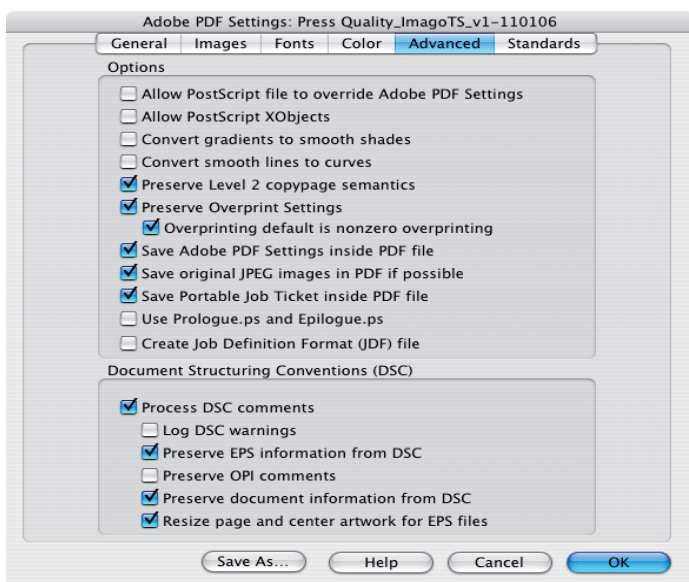 Adobe PDF Settings: Press Quality_ImagoTS_v1-110106
General Images Fonts Color Advanced Standards
Options
Allow PostScript file to override Adobe PDF Settings
Allow PostScript XObjects
Convert gradients to smooth shades
Convert smooth lines to curves
Preserve Level 2 copypage semantics
Preserve Overprint Settings
Overprinting default is nonzero overprinting
Save Adobe PDF Settings inside PDF file
Save original JPEG images in PDF if possible
Save Portable Job Ticket inside PDF file
Use Prologue.ps and Epilogue.ps
Create Job Definition Format (JDF) file
Document Structuring Conventions (DSC)
Process DSC comments
Log DSC warnings
Preserve EPS information from DSC
Preserve OPI comments
Preserve document information from DSC
Resize page and center artwork for EPS files
Save As... Help Cancel OK